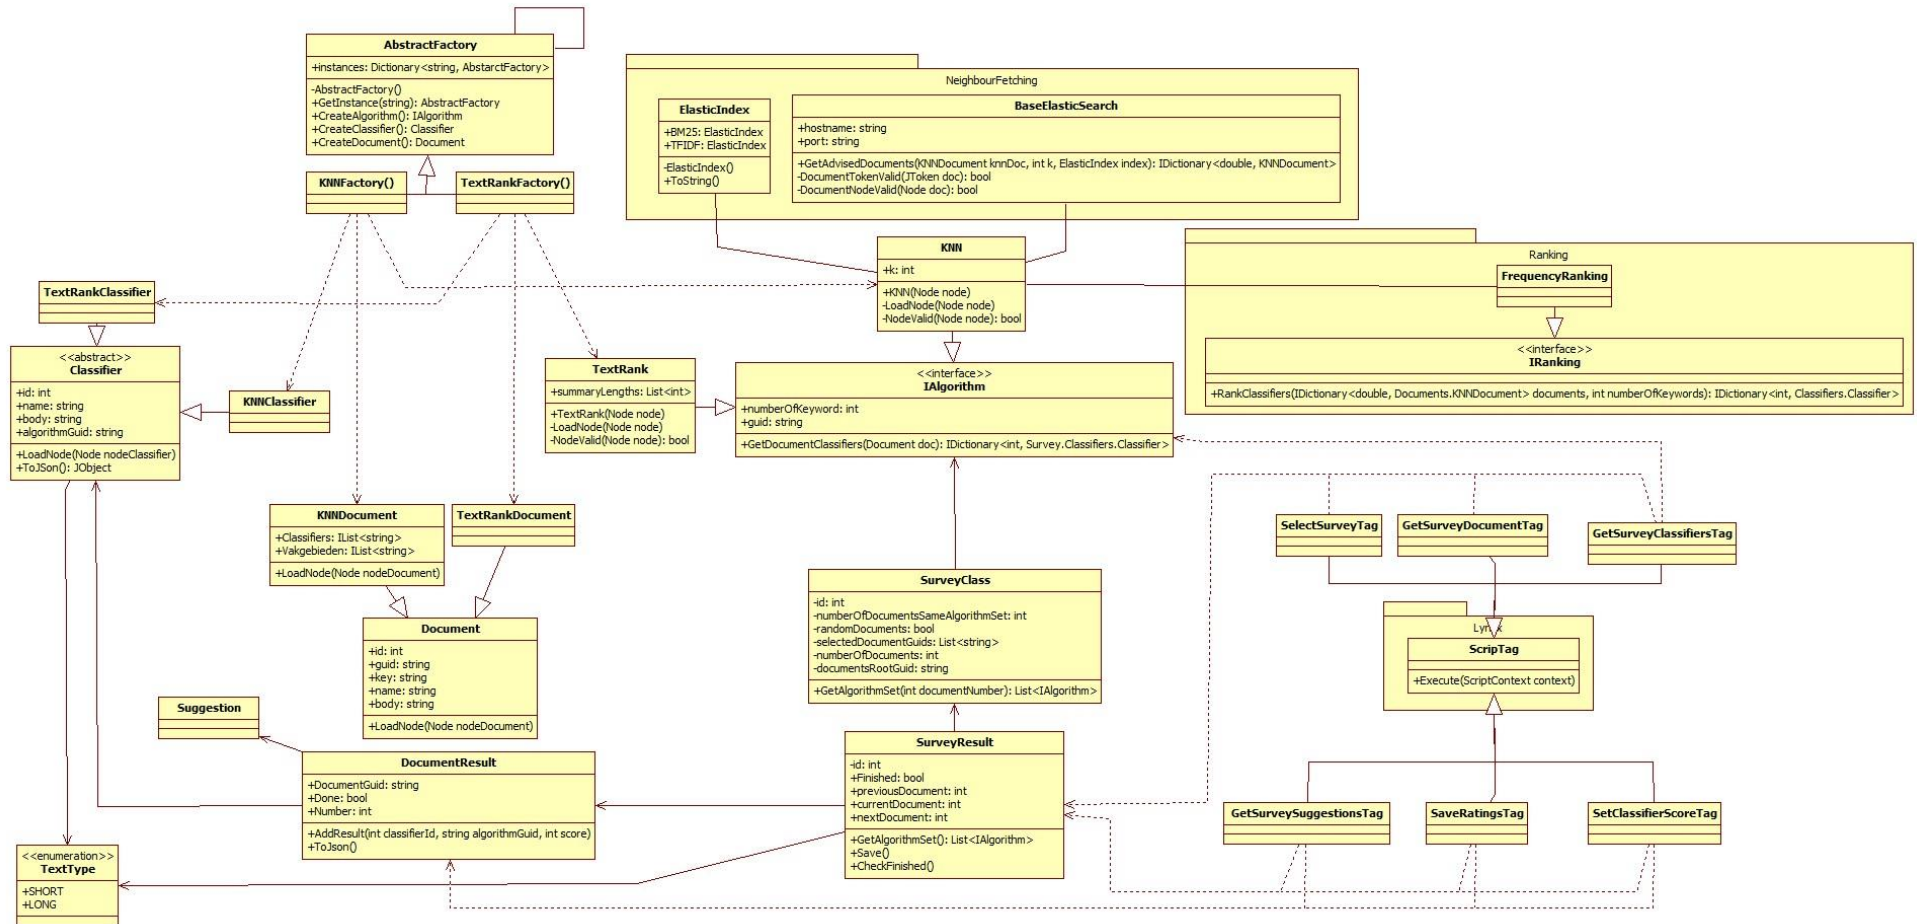 AbstractFactory
+instances: Dictionary<string, AbstarctFactory>
-AbstractFactory()
+GetInstance(string): AbstractFactory
+CreateAlgorithm(): IAlgorithm
+CreateClassifier(): Classifier
+CreateDocument(): Document
KNNFactory()
TextRankFactory()
NeighbourFetching
ElasticIndex
+BM25: ElasticIndex
+TFIDF: ElasticIndex
-ElasticIndex()
+ToString()
BaseElasticSearch
+hostname: string
+port: string
+GetAdvisedDocuments(KNNDocument knnDoc, int k, ElasticIndex index): IDictionary<double, KNNDocument>
-DocumentTokenValid(JToken doc): bool
-DocumentNodeValid(Node doc): bool
KNN
+k: int
+KNN(Node node)
-LoadNode(Node node)
-NodeValid(Node node): bool
Ranking
FrequencyRanking
<<interface>>
IRanking
+RankClassifiers(IDictionary<double, Documents.KNNDocument> documents, int numberOfKeywords): IDictionary<int, Classifiers.Classifier>
TextRankClassifier
<<abstract>>
Classifier
+id: int
+name: string
+body: string
+algorithmGuid: string
+LoadNode(Node nodeClassifier)
+ToJSon(): JObject
KNNClassifier
TextRank
+summaryLengths: List<int>
+TextRank(Node node)
-LoadNode(Node node)
-NodeValid(Node node): bool
<<interface>>
IAlgorithm
+numberOfKeyword: int
+guid: string
+GetDocumentClassifiers(Document doc): IDictionary<int, Survey.Classifiers.Classifier>
KNNDocument
+Classifiers: IList<string>
+Vakgebieden: IList<string>
+LoadNode(Node nodeDocument)
TextRankDocument
SelectSurveyTag
GetSurveyDocumentTag
GetSurveyClassifiersTag
SurveyClass
-id: int
-numberOfDocumentsSameAlgorithmSet: int
-randomDocuments: bool
-selectedDocumentGuids: List<string>
-numberOfDocuments: int
-documentsRootGuid: string
+GetAlgorithmSet(int documentNumber): List<IAlgorithm>
Document
+id: int
+guid: string
+key: string
+name: string
+body: string
+LoadNode(Node nodeDocument)
ScripTag
+Execute(ScriptContext context)
Suggestion
DocumentResult
+DocumentGuid: string
+Done: bool
+Number: int
+AddResult(int classifierId, string algorithmGuid, int score)
+ToJson()
SurveyResult
-id: int
+Finished: bool
+previousDocument: int
+currentDocument: int
+nextDocument: int
+GetAlgorithmSet(): List<IAlgorithm>
+Save()
+CheckFinished()
GetSurveySuggestionsTag
SaveRatingsTag
SetClassifierScoreTag
<<enumeration>>
TextType
+SHORT
+LONG